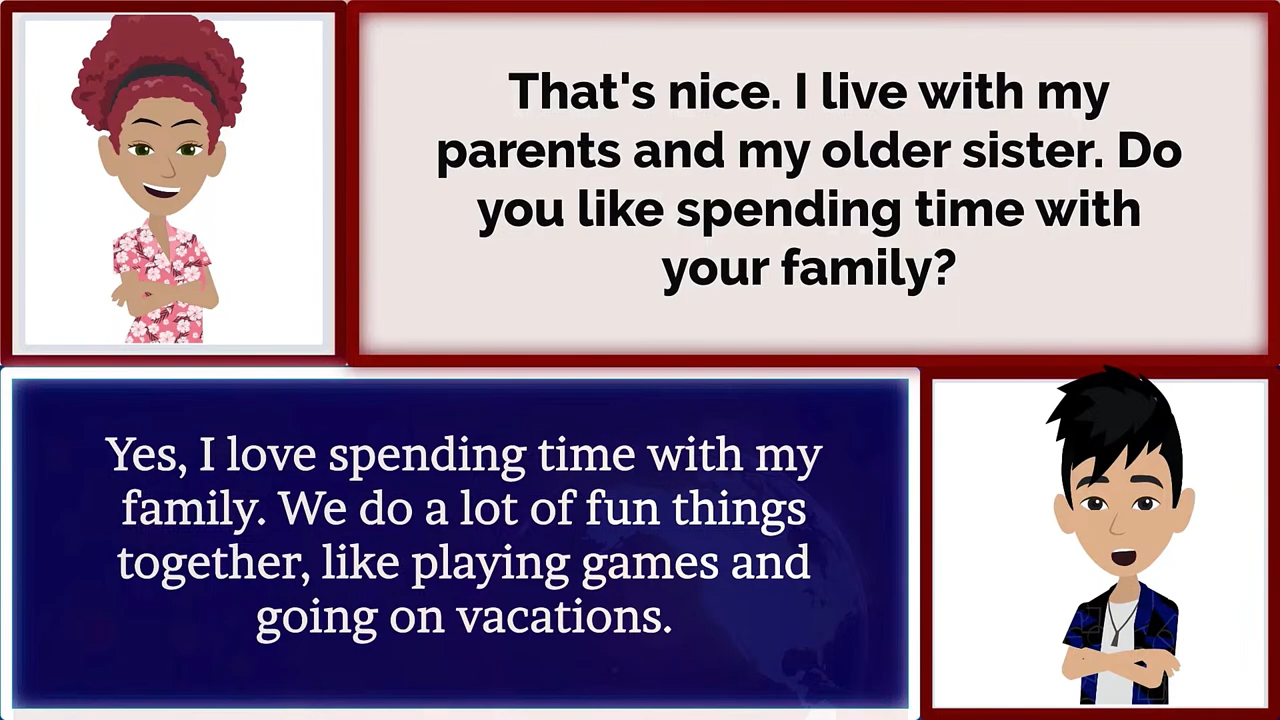 That's nice. I live with my
parents and my older sister. Do
you like spending time with
your family?
Yes, I love spending time with my
family. We do a lot of fun things
together, like playing games and
going on vacations.